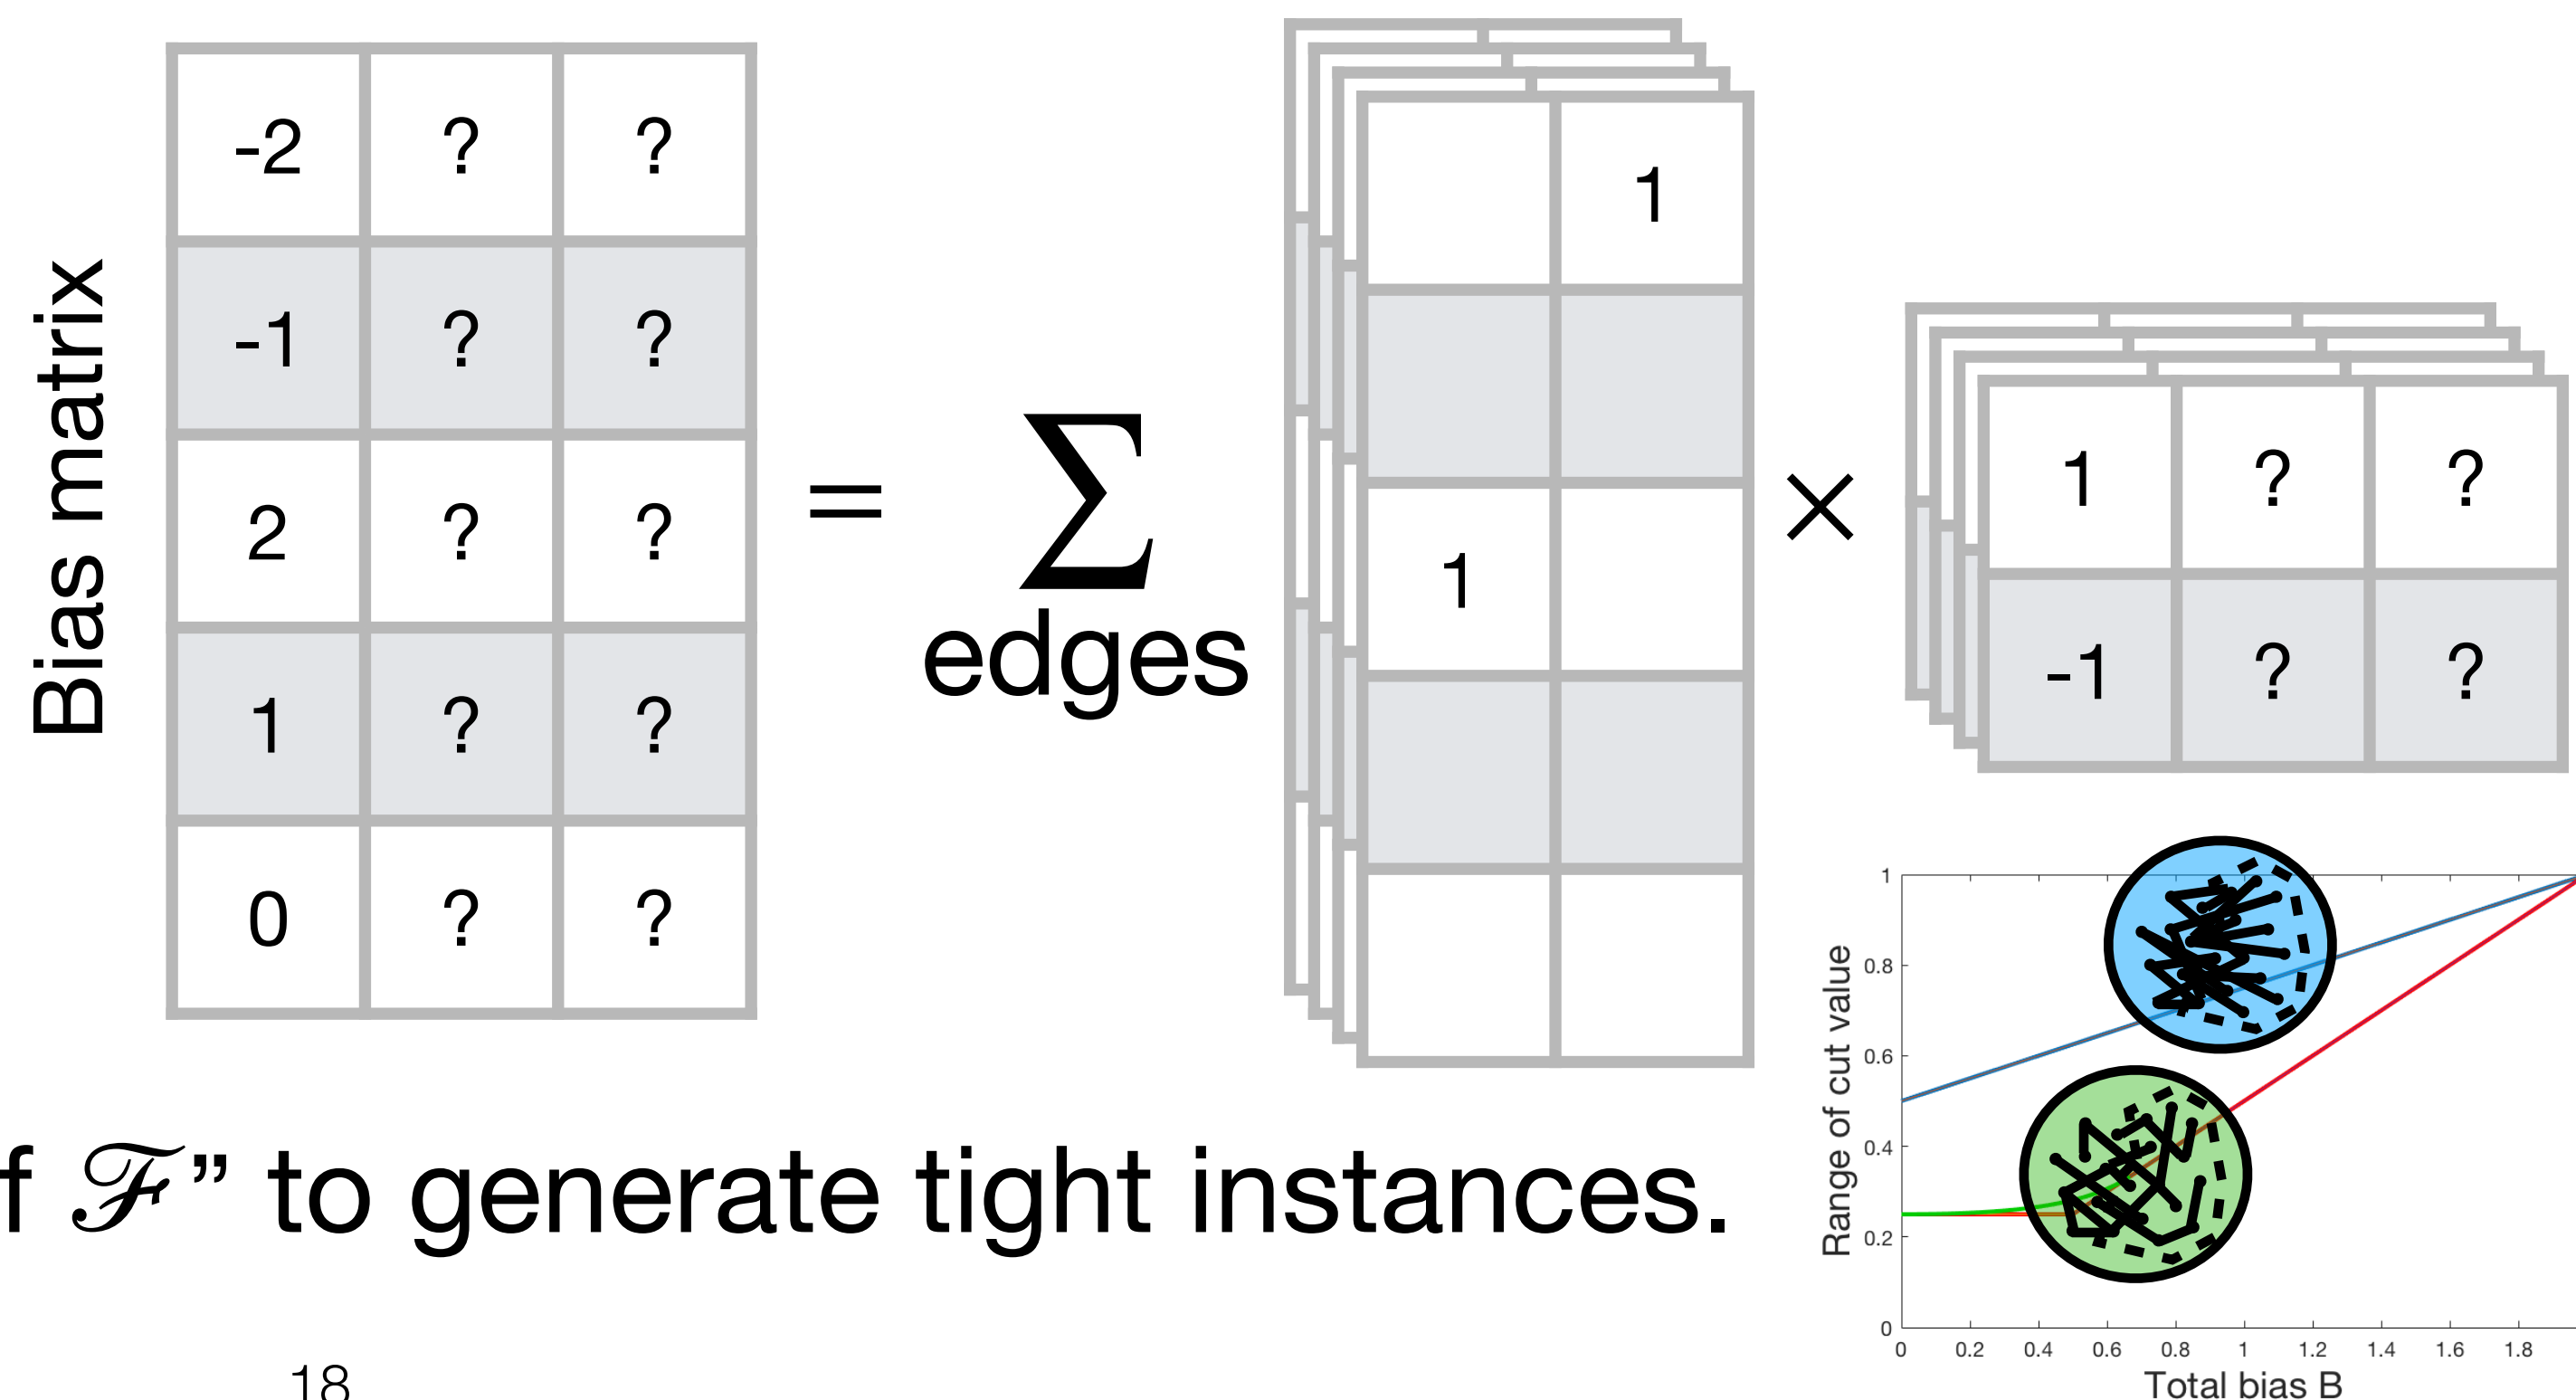 Bias matrix
-2 ? ?
-1 ? ?
2 ? ?
1 ? ?
0 ? ?
=
∑
edges
1
1
×
1 ? ?
-1 ? ?
f ℱ” to generate tight instances.
18
Range of cut value
1
0.8
0.6
0.4
0.2
0
0 0.2 0.4 0.6 0.8 1 1.2 1.4 1.6 1.8
Total bias B